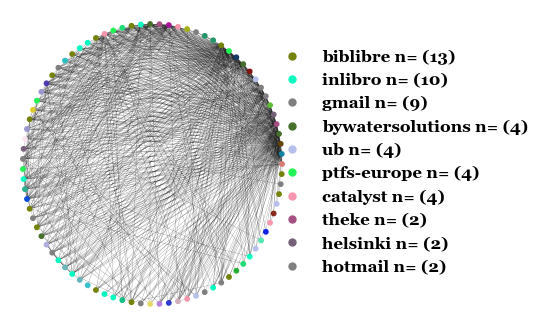 biblibre n= (13)
inlibro n= (10)
gmail n= (9)
bywatersolutions n= (4)
ub n= (4)
ptfs-europe n= (4)
catalyst n= (4)
theke n= (2)
helsinki n= (2)
hotmail n= (2)